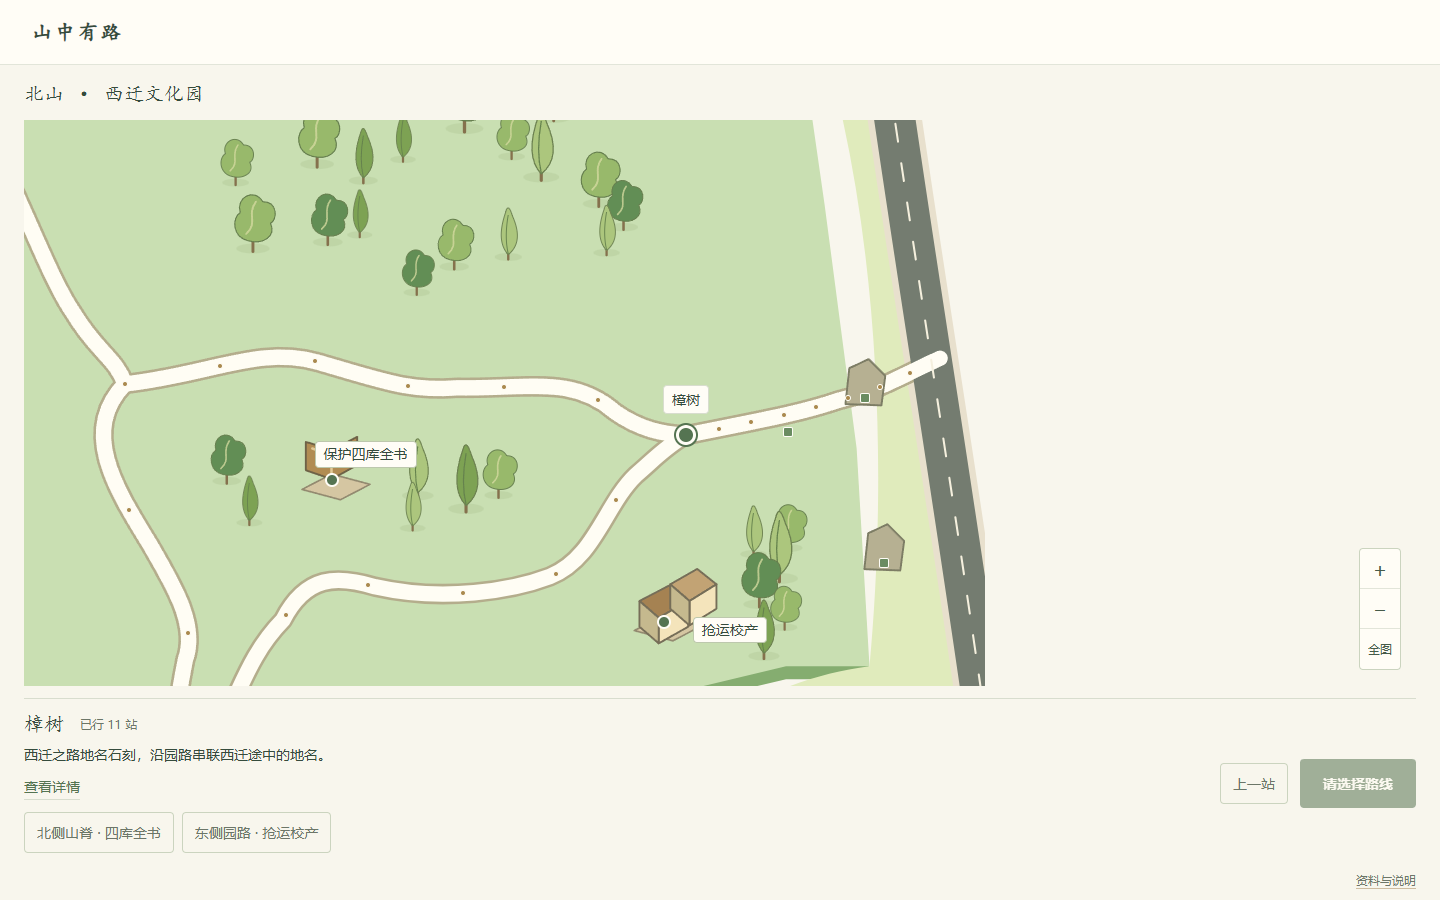 山中有路
北山 • 西迁文化园
樟树
保护四库全书
抢运校产
+
−
全图
樟树 已行 11 站
西迁之路地名石刻，沿园路串联西迁途中的地名。
查看详情
上一站
请选择路线
北侧山脊 · 四库全书
东侧园路 · 抢运校产
资料与说明